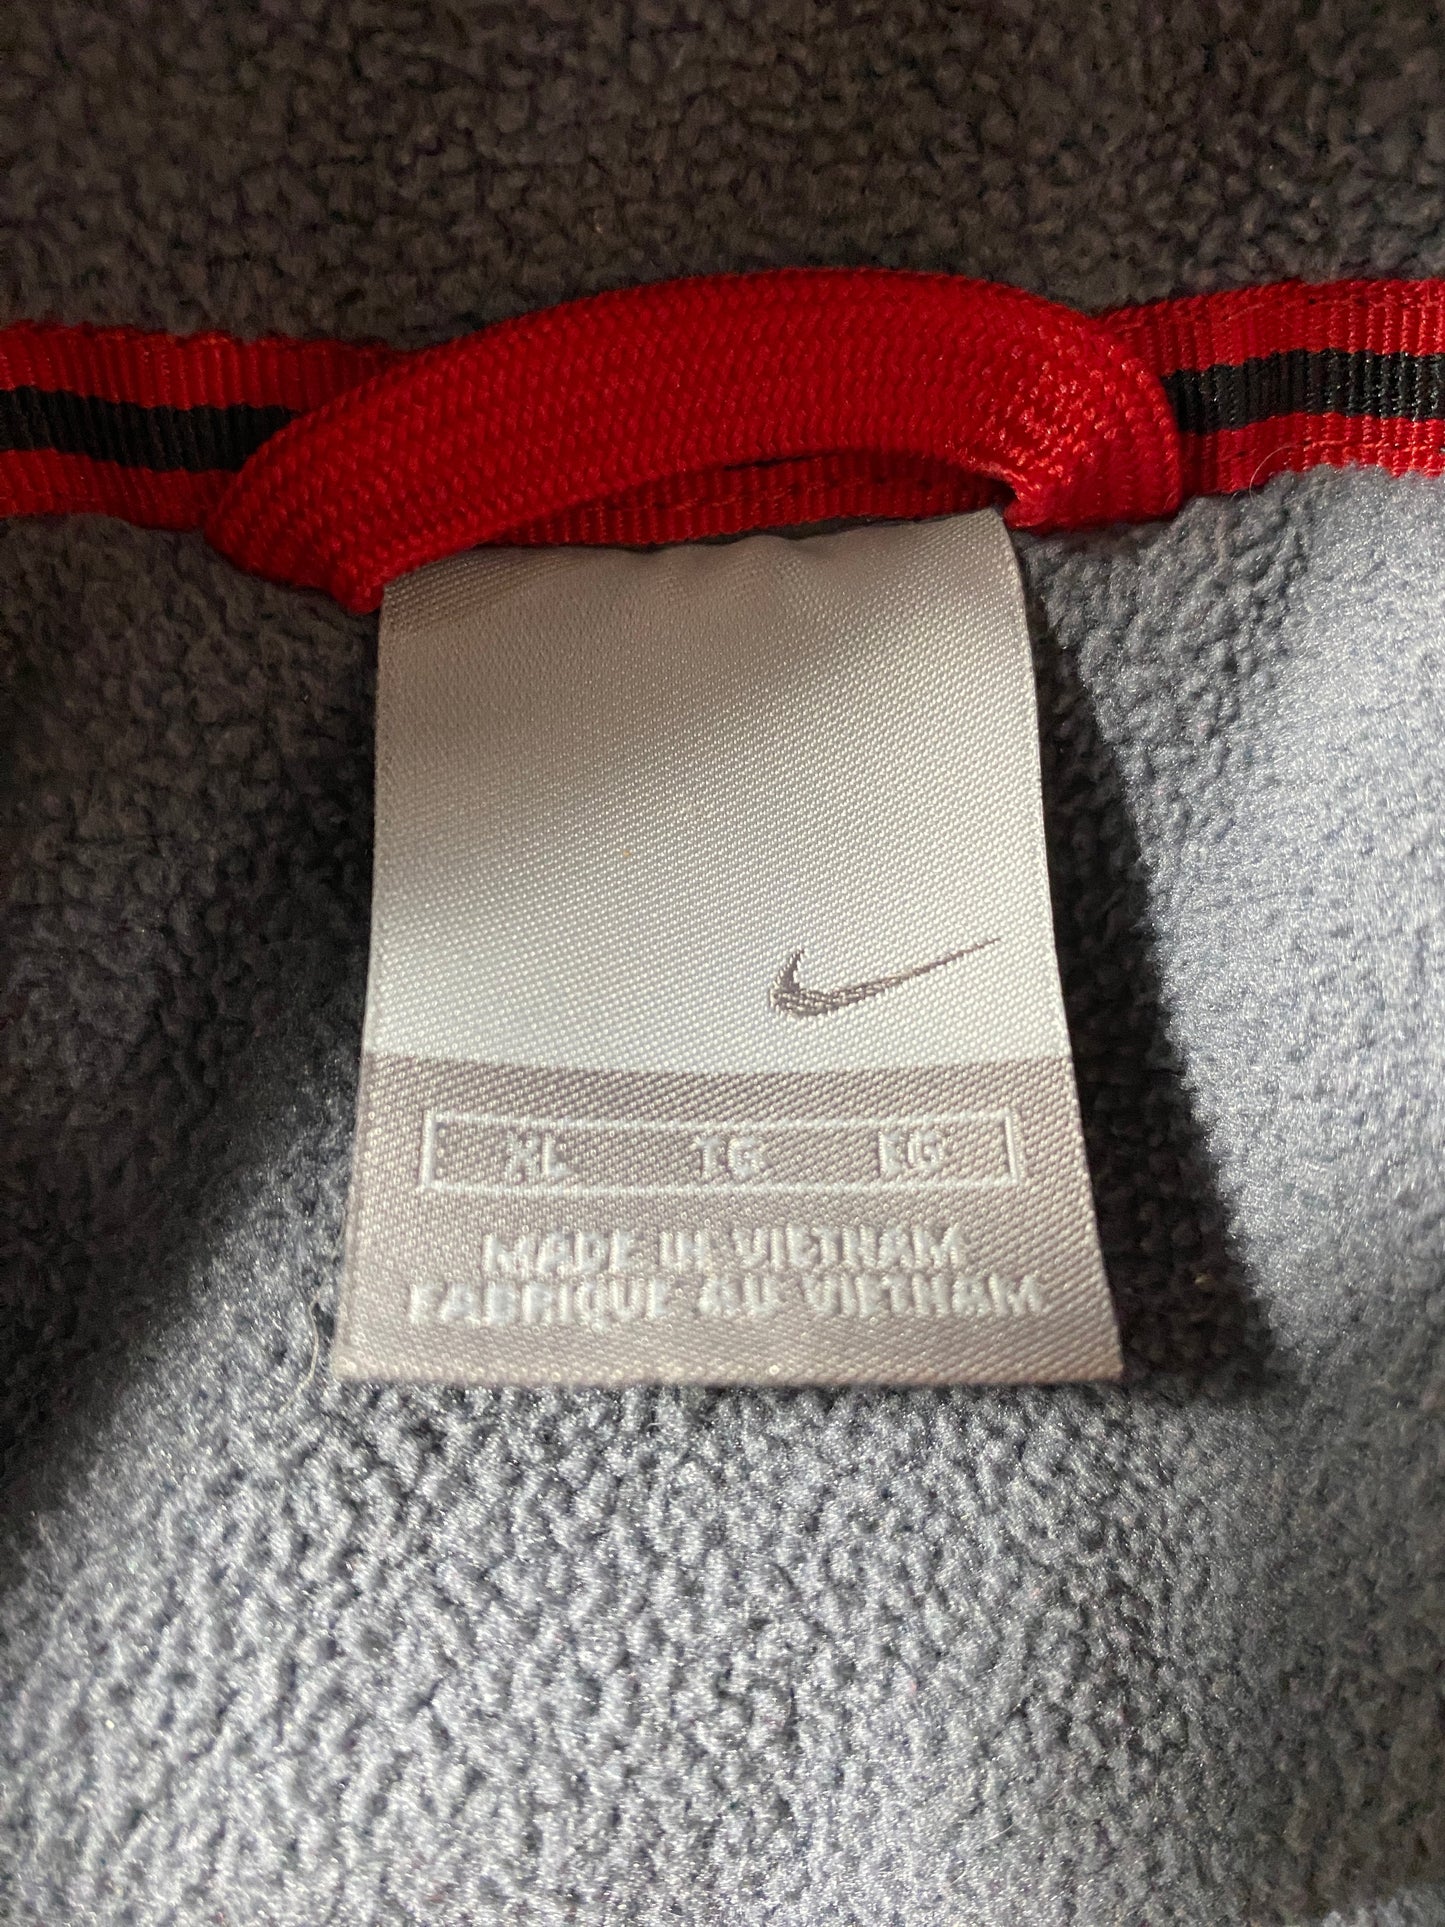 XL TG EG
MADE IN VIETNAM
FABRIQUE AU VIETNAM